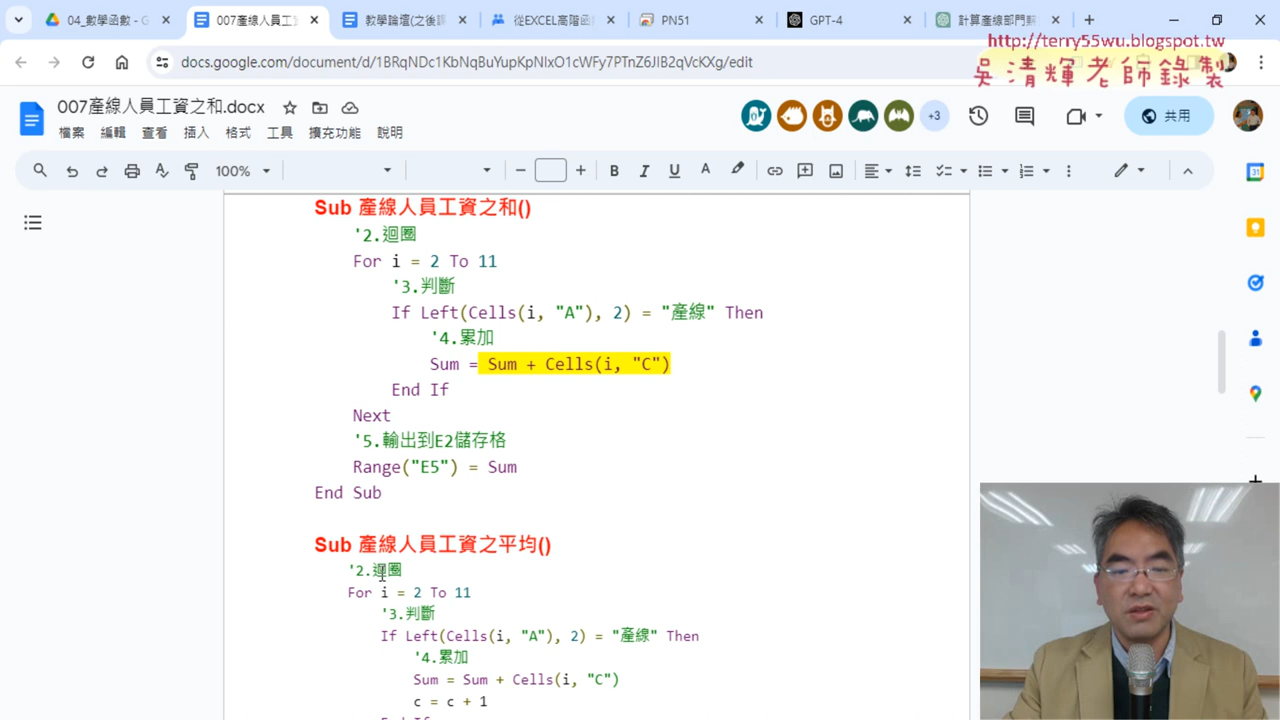 04_數學函數 - G
007產線人員工資
教學論壇(之後課
從EXCEL高階函
PN51
GPT-4
計算產線部門薪
http://terry55wu.blogspot.tw
docs.google.com/document/d/1BRqNDc1KbNqBuYupkpNlxO1cWFy7PTnZ6JlB2qVcKXg/edit
吳清輝老師錄製
007產線人員工資之和.docx
+3
共用
檔案 編輯 查看 插入 格式 工具 擴充功能 說明
100%
B I U A
31
Sub 產線人員工資之和()
'2.迴圈
For i = 2 To 11
'3.判斷
If Left(Cells(i, "A"), 2) = "產線" Then
'4.累加
Sum = Sum + Cells(i, "C")
End If
Next
'5.輸出到E2儲存格
Range("E5") = Sum
End Sub
Sub 產線人員工資之平均()
'2.迴圈
For i = 2 To 11
'3.判斷
If Left(Cells(i, "A"), 2) = "產線" Then
'4.累加
Sum = Sum + Cells(i, "C")
c = c + 1
End If